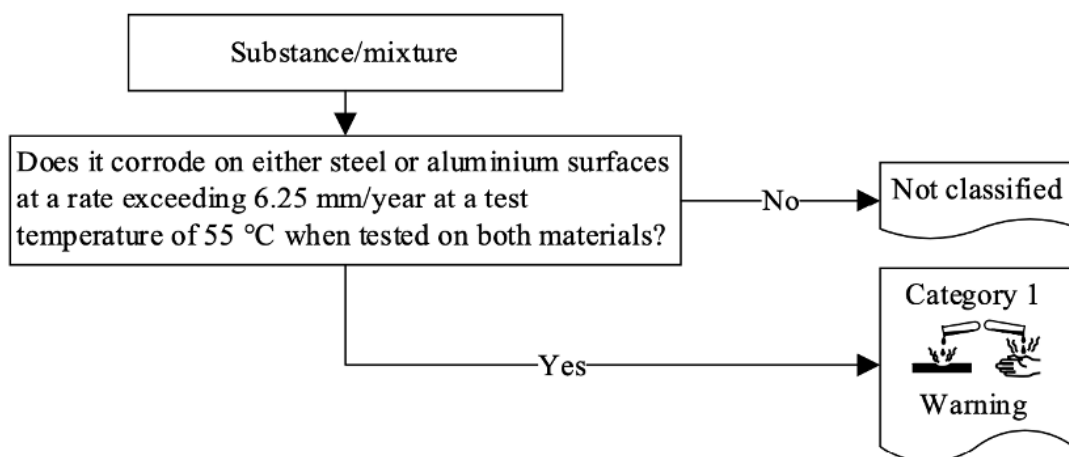 Substance/mixture
Does it corrode on either steel or aluminium surfaces
at a rate exceeding 6.25 mm/year at a test
temperature of 55 °C when tested on both materials?
No
Not classified
Yes
Category 1
Warning